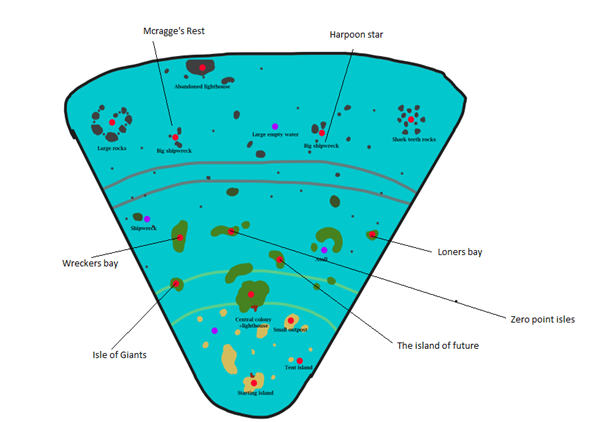 Mcragge's Rest
Harpoon star
Abandoned lighthouse
Large rocks
Big shipwreck
Large empty water
Big shipwreck
Shark teeth rocks
Shipwreck
Wreckers bay
Atoll
Loners bay
Zero point isles
Central colony
+lighthouse
Small outpost
The island of future
Isle of Giants
Tent island
Starting island